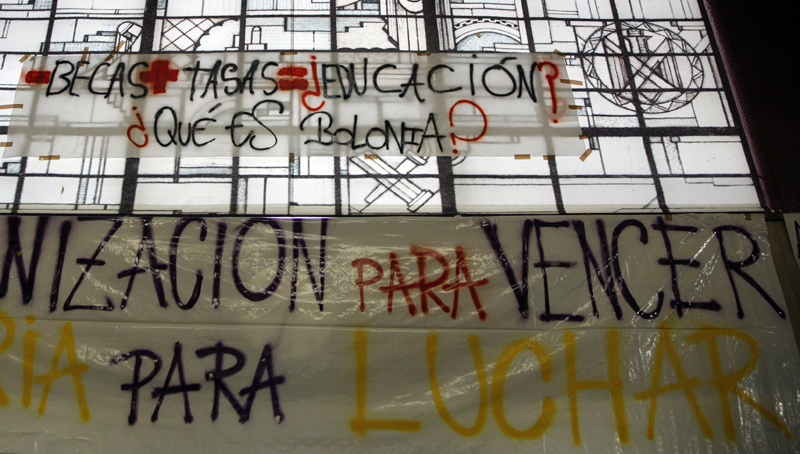 -BECAS+TASAS=¿EDUCACIÓN?
¿QUÉ ES BOLONIA?
NIZACION PARA VENCER
RIA PARA LUCHAR